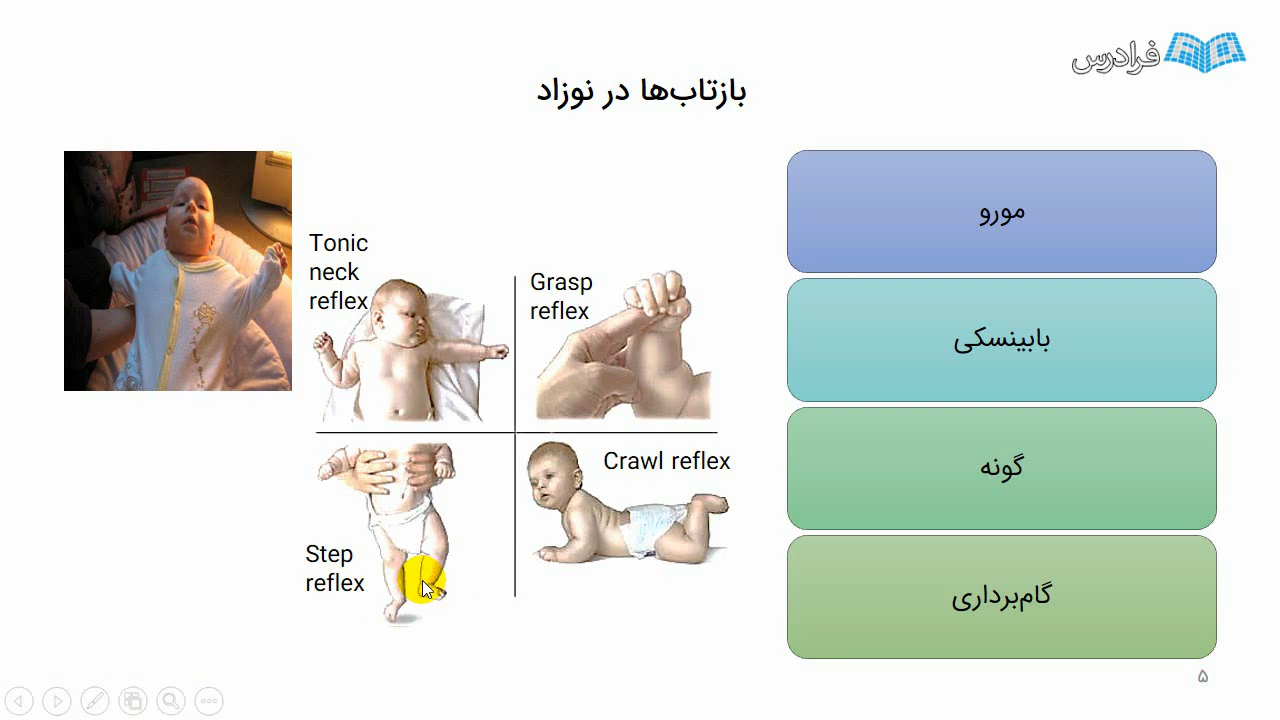 فرادرس
بازتاب‌ها در نوزاد
مورو
بابینسکی
گونه
گام‌برداری
Tonic
neck
reflex
Grasp
reflex
Step
reflex
Crawl reflex
۵